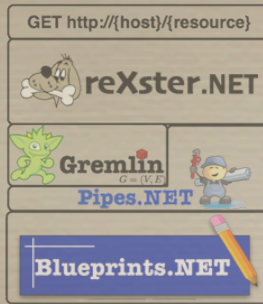 GET http://{host}/{resource}
reXster.NET
Gremlin
G = (V, E)
Pipes.NET
Blueprints.NET